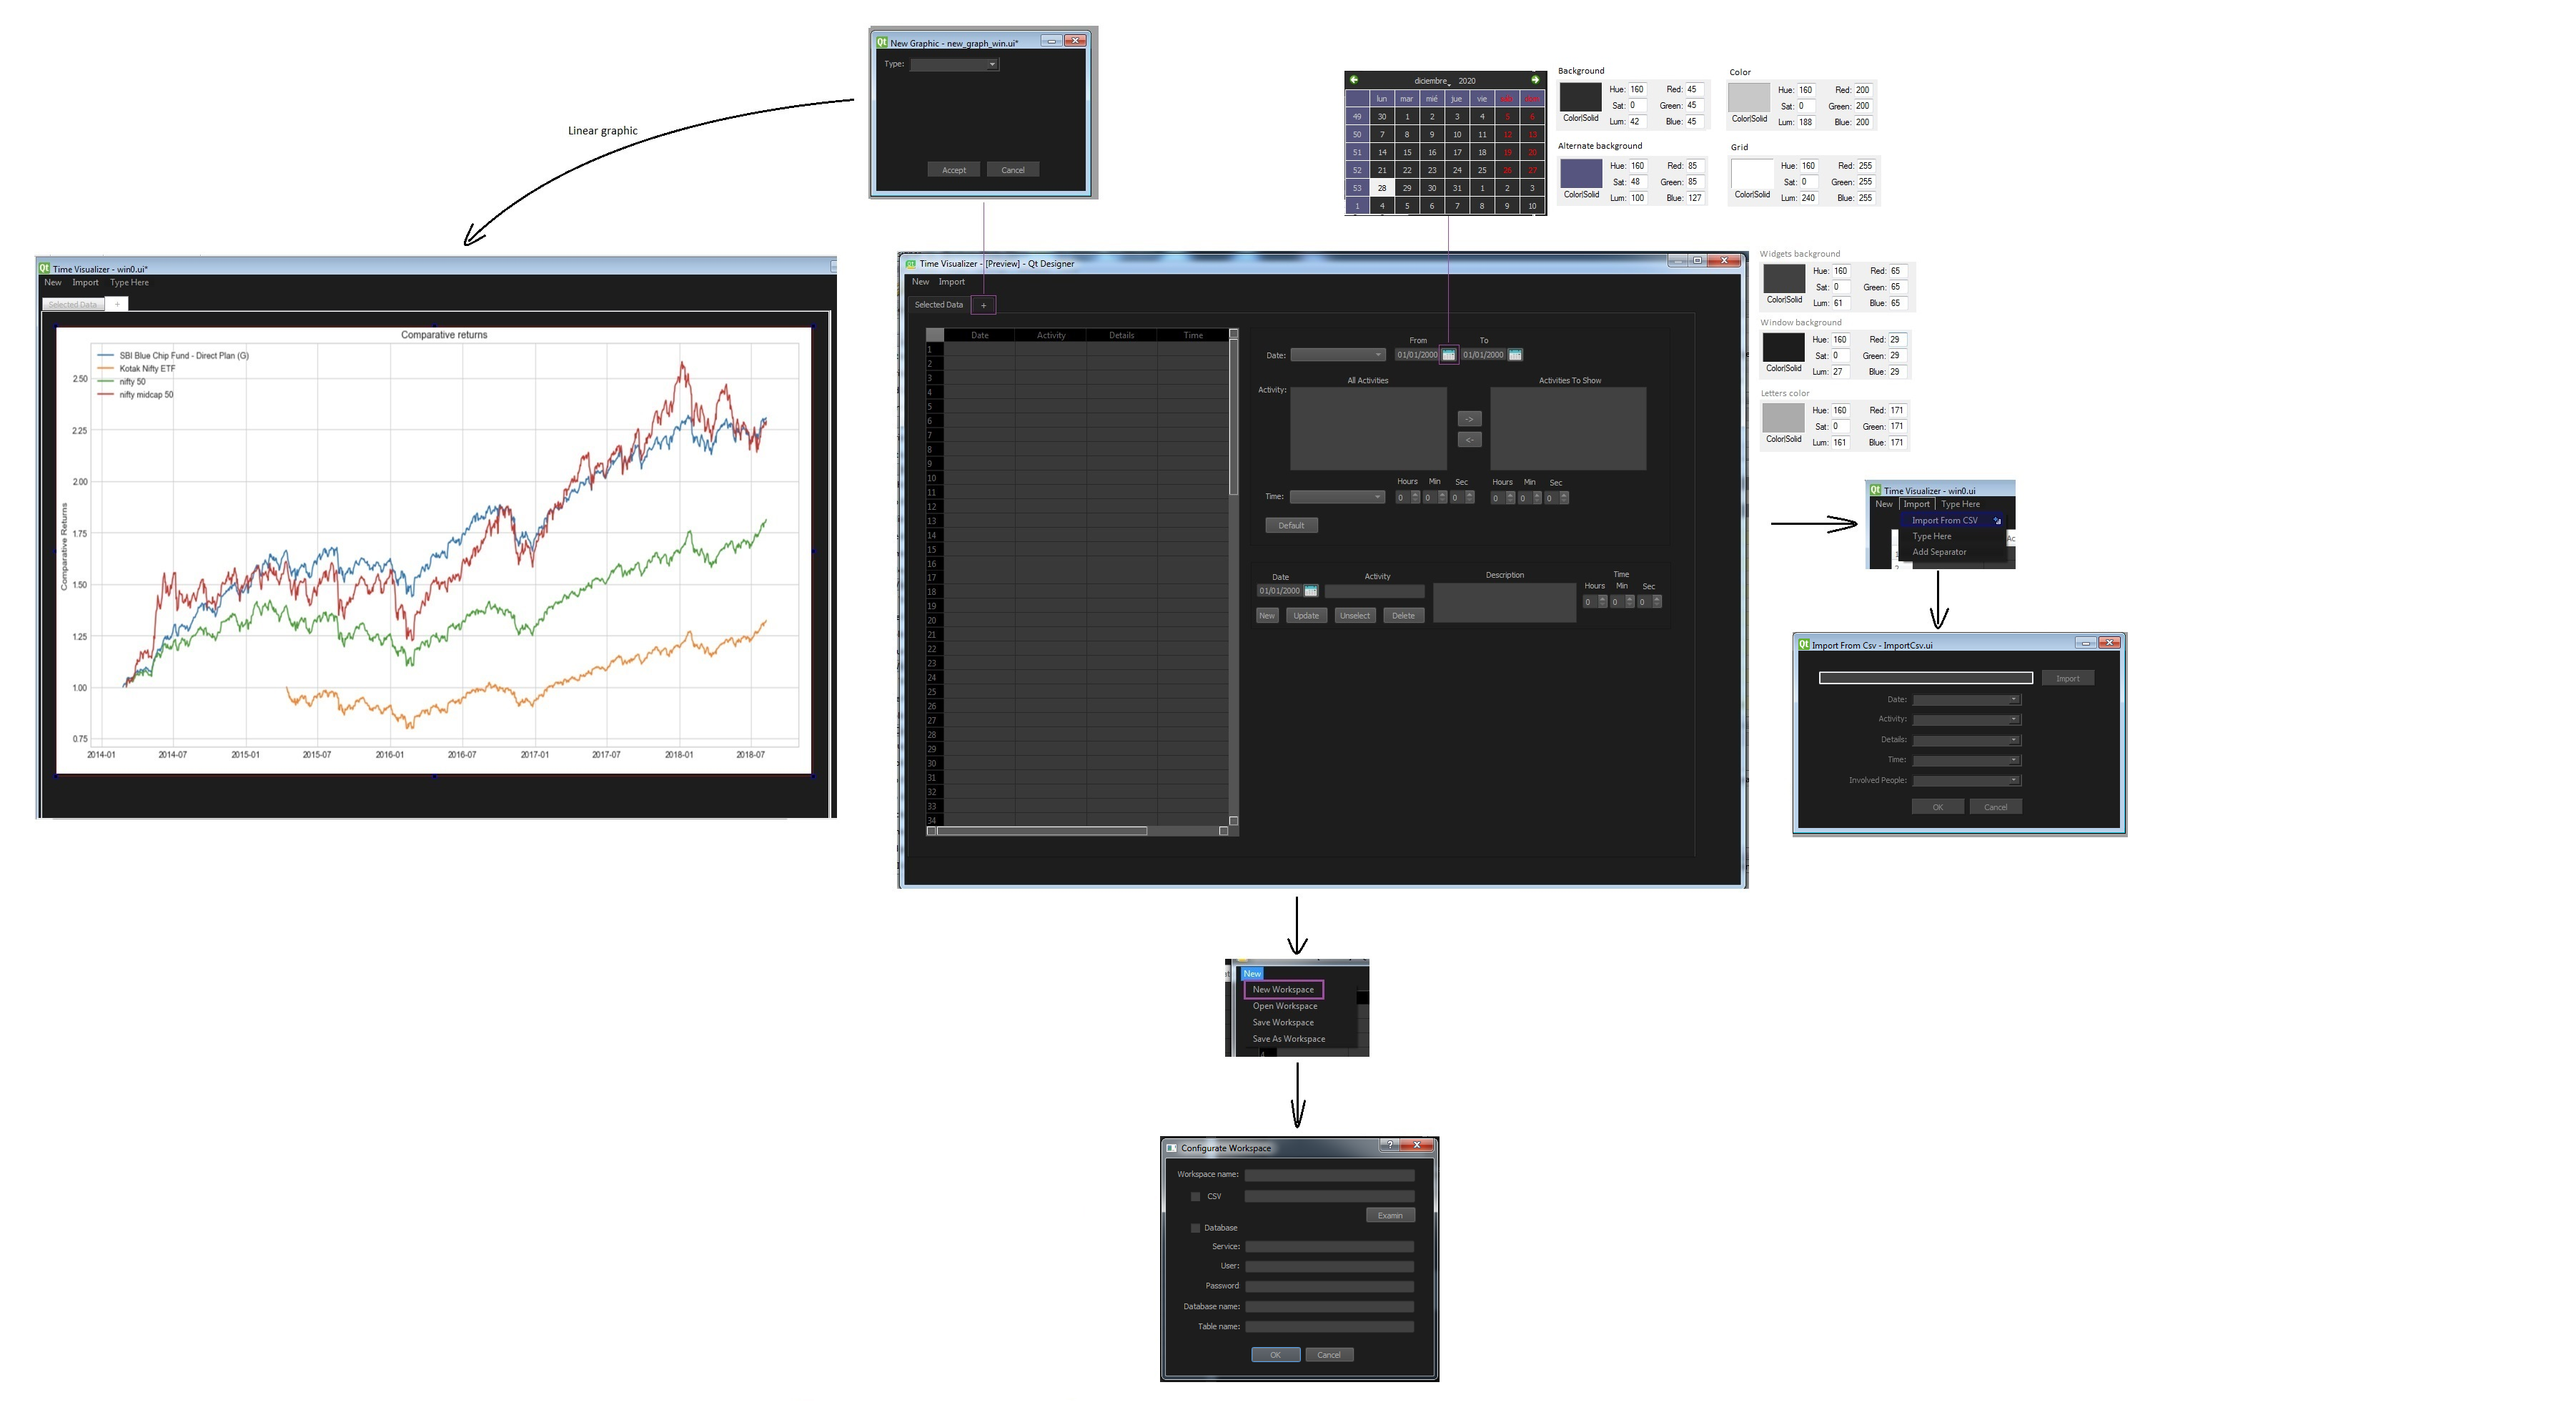 New Graphic - new_graph_win.ui*
Type:
Accept Cancel
Linear graphic
diciembre, 2020
lun mar mié jue vie
49 30 1 2 3 4 5 6
50 7 8 9 10 11 12 13
51 14 15 16 17 18 19 20
52 21 22 23 24 25 26 27
53 28 29 30 31 1 2 3
1 4 5 6 7 8 9 10
Background
Hue: 160 Red: 45
Sat: 0 Green: 45
Color|Solid
Lum: 42 Blue: 45
Color
Hue: 160 Red: 200
Sat: 0 Green: 200
Color|Solid
Lum: 188 Blue: 200
Alternate background
Hue: 160 Red: 85
Sat: 48 Green: 85
Color|Solid
Lum: 100 Blue: 127
Grid
Hue: 160 Red: 255
Sat: 0 Green: 255
Color|Solid
Lum: 240 Blue: 255
Time Visualizer - win0.ui*
New Import Type Here
Selected Data +
Comparative returns
SBI Blue Chip Fund - Direct Plan (G)
Kotak Nifty ETF
nifty 50
nifty midcap 50
Comparative Returns
2.50
2.25
2.00
1.75
1.50
1.25
1.00
0.75
2014-01 2014-07 2015-01 2015-07 2016-01 2016-07 2017-01 2017-07 2018-01 2018-07
Time Visualizer - [Preview] - Qt Designer
New Import
Selected Data +
Date Activity Details Time
1
2
3
4
5
6
7
8
9
10
11
12
13
14
15
16
17
18
19
20
21
22
23
24
25
26
27
28
29
30
31
32
33
34
From To
Date: 01/01/2000 01/01/2000
All Activities Activities To Show
Activity:
->
<-
Hours Min Sec Hours Min Sec
Time: 0 0 0 0 0 0
Default
Date Activity Description Time
Hours Min Sec
01/01/2000 0 0 0
New Update Unselect Delete
Widgets background
Hue: 160 Red: 65
Sat: 0 Green: 65
Color|Solid
Lum: 61 Blue: 65
Window background
Hue: 160 Red: 29
Sat: 0 Green: 29
Color|Solid
Lum: 27 Blue: 29
Letters color
Hue: 160 Red: 171
Sat: 0 Green: 171
Color|Solid
Lum: 161 Blue: 171
Time Visualizer - win0.ui
New Import Type Here
Import From CSV
Type Here Ac
Add Separator
Import From Csv - ImportCsv.ui
Import
Date:
Activity:
Details:
Time:
Involved People:
OK Cancel
New
New Workspace
Open Workspace
Save Workspace
Save As Workspace
4
Configurate Workspace
Workspace name:
CSV
Examin
Database
Service:
User:
Password
Database name:
Table name:
OK Cancel